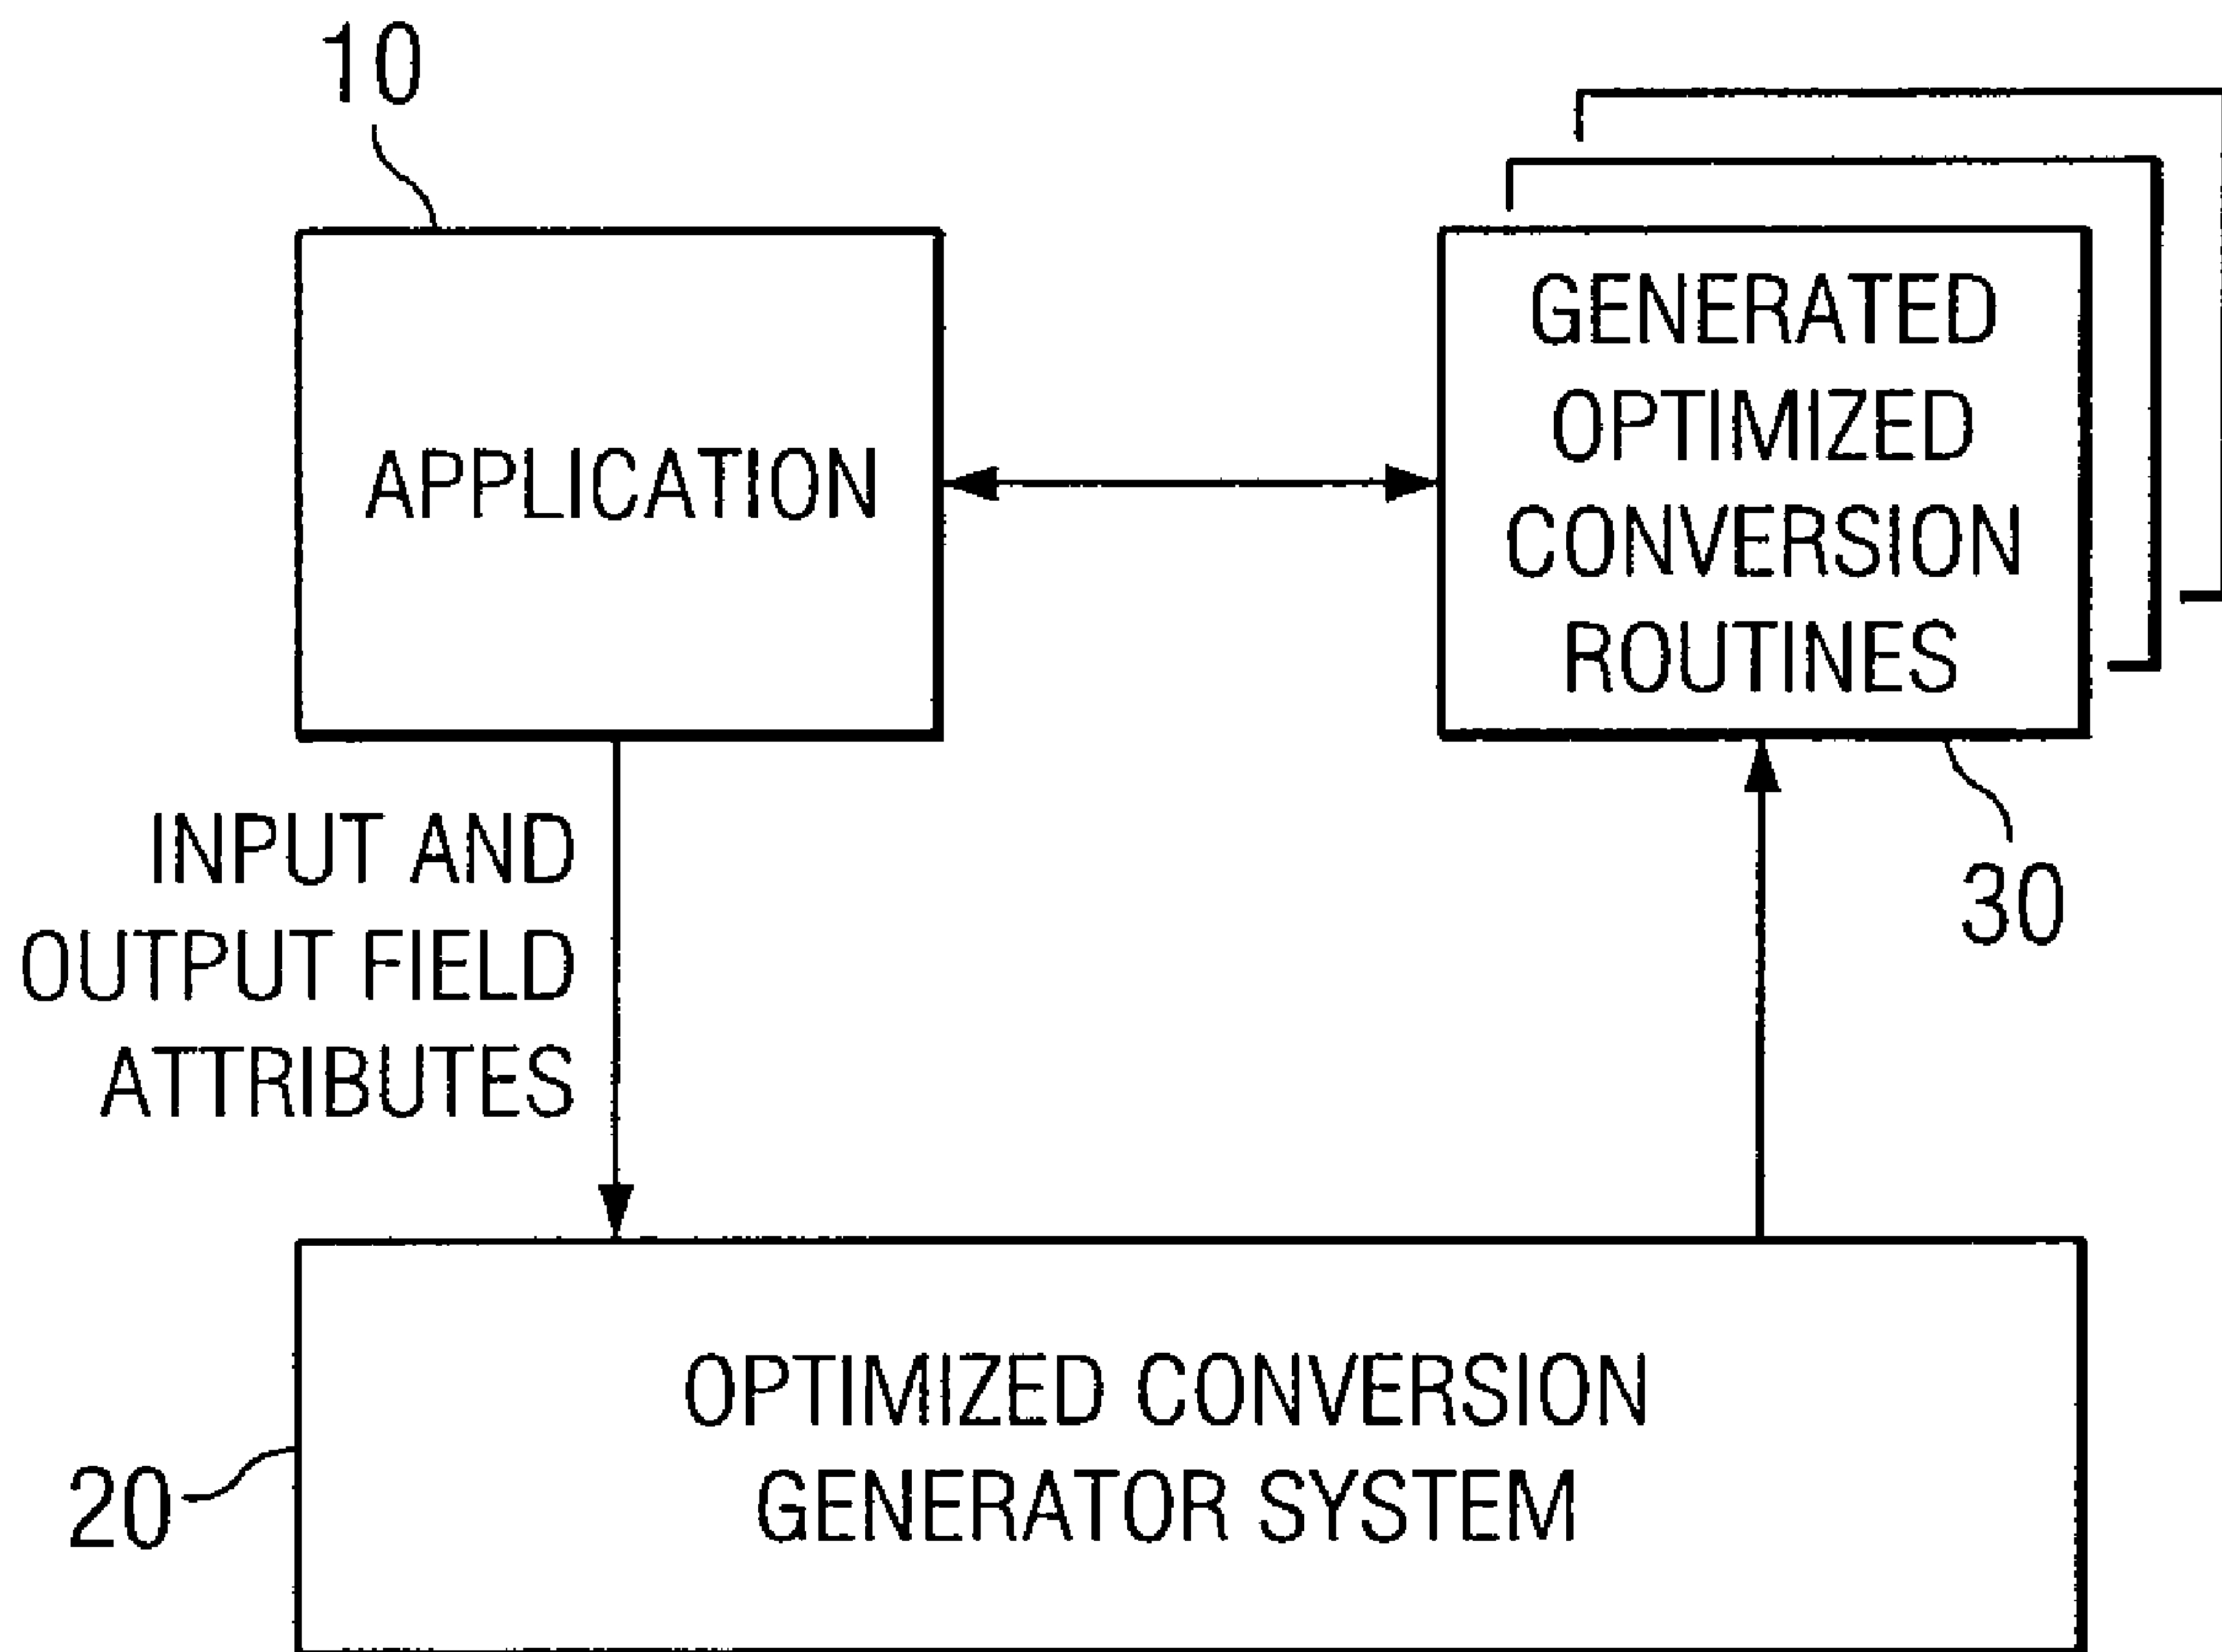 10
APPLICATION
GENERATED
OPTIMIZED
CONVERSION
ROUTINES
30
INPUT AND
OUTPUT FIELD
ATTRIBUTES
OPTIMIZED CONVERSION
GENERATOR SYSTEM
20